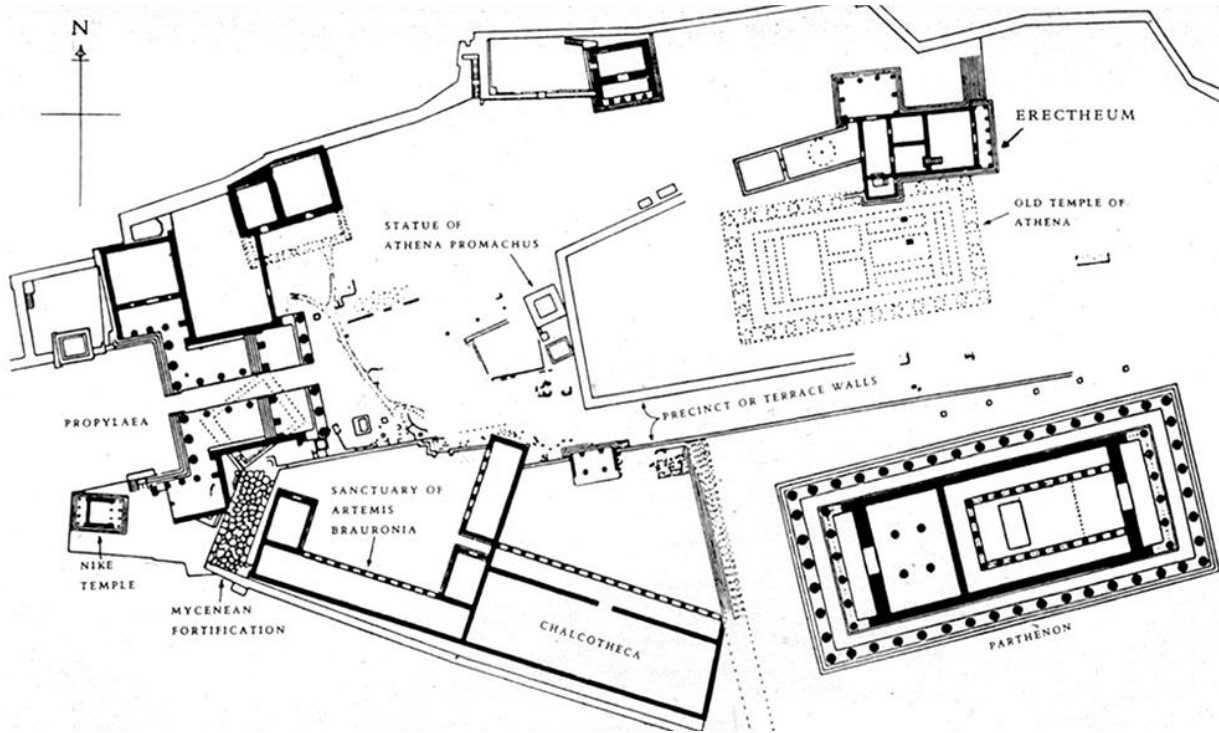 N
ERECTHEUM
OLD TEMPLE OF
ATHENA
STATUE OF
ATHENA PROMACHUS
PRECINCT OR TERRACE WALLS
PROPYLAEA
SANCTUARY OF
ARTEMIS
BRAURONIA
NIKE
TEMPLE
MYCENEAN
FORTIFICATION
CHALCOTHECA
PARTHENON